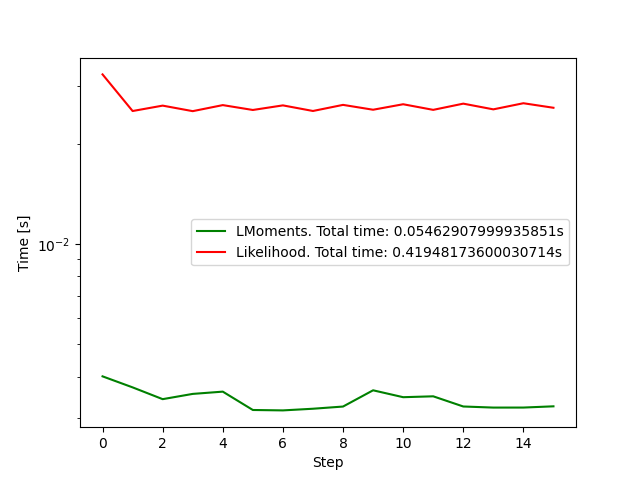 Time [s]
10⁻²
LMoments. Total time: 0.05462907999935851s
Likelihood. Total time: 0.41948173600030714s
0 2 4 6 8 10 12 14
Step